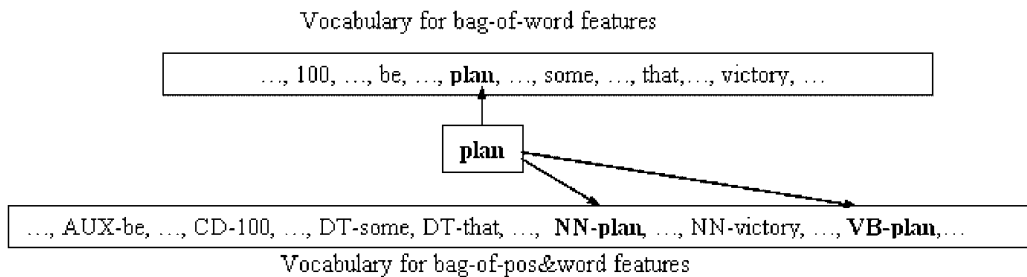 Vocabulary for bag-of-word features
…, 100, …, be, …, plan, …, some, …, that,…, victory, …
plan
…, AUX-be, …, CD-100, …, DT-some, DT-that, …, NN-plan, …, NN-victory, …, VB-plan,…
Vocabulary for bag-of-pos&word features